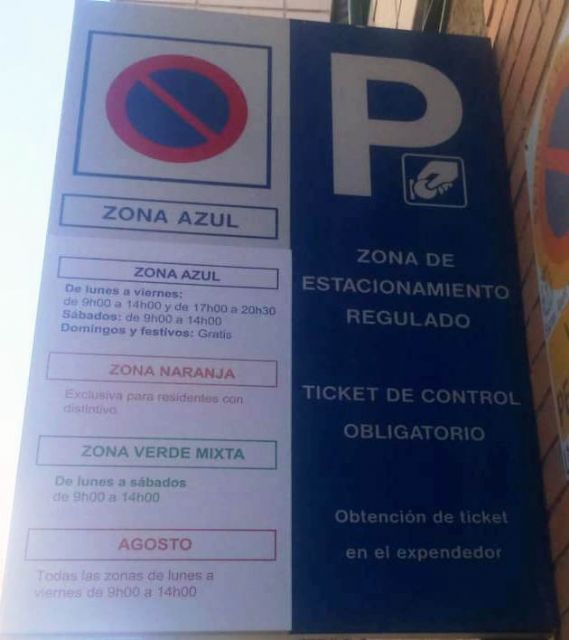 ZONA AZUL
ZONA AZUL
De lunes a viernes:
de 9h00 a 14h00 y de 17h00 a 20h30
Sábados: de 9h00 a 14h00
Domingos y festivos: Gratis
ZONA NARANJA
Exclusiva para residentes con
distintivo
ZONA VERDE MIXTA
De lunes a sábados
de 9h00 a 14h00
AGOSTO
Todas las zonas de lunes a
viernes de 9h00 a 14h00
P
ZONA DE
ESTACIONAMIENTO
REGULADO
TICKET DE CONTROL
OBLIGATORIO
Obtención de ticket
en el expendedor